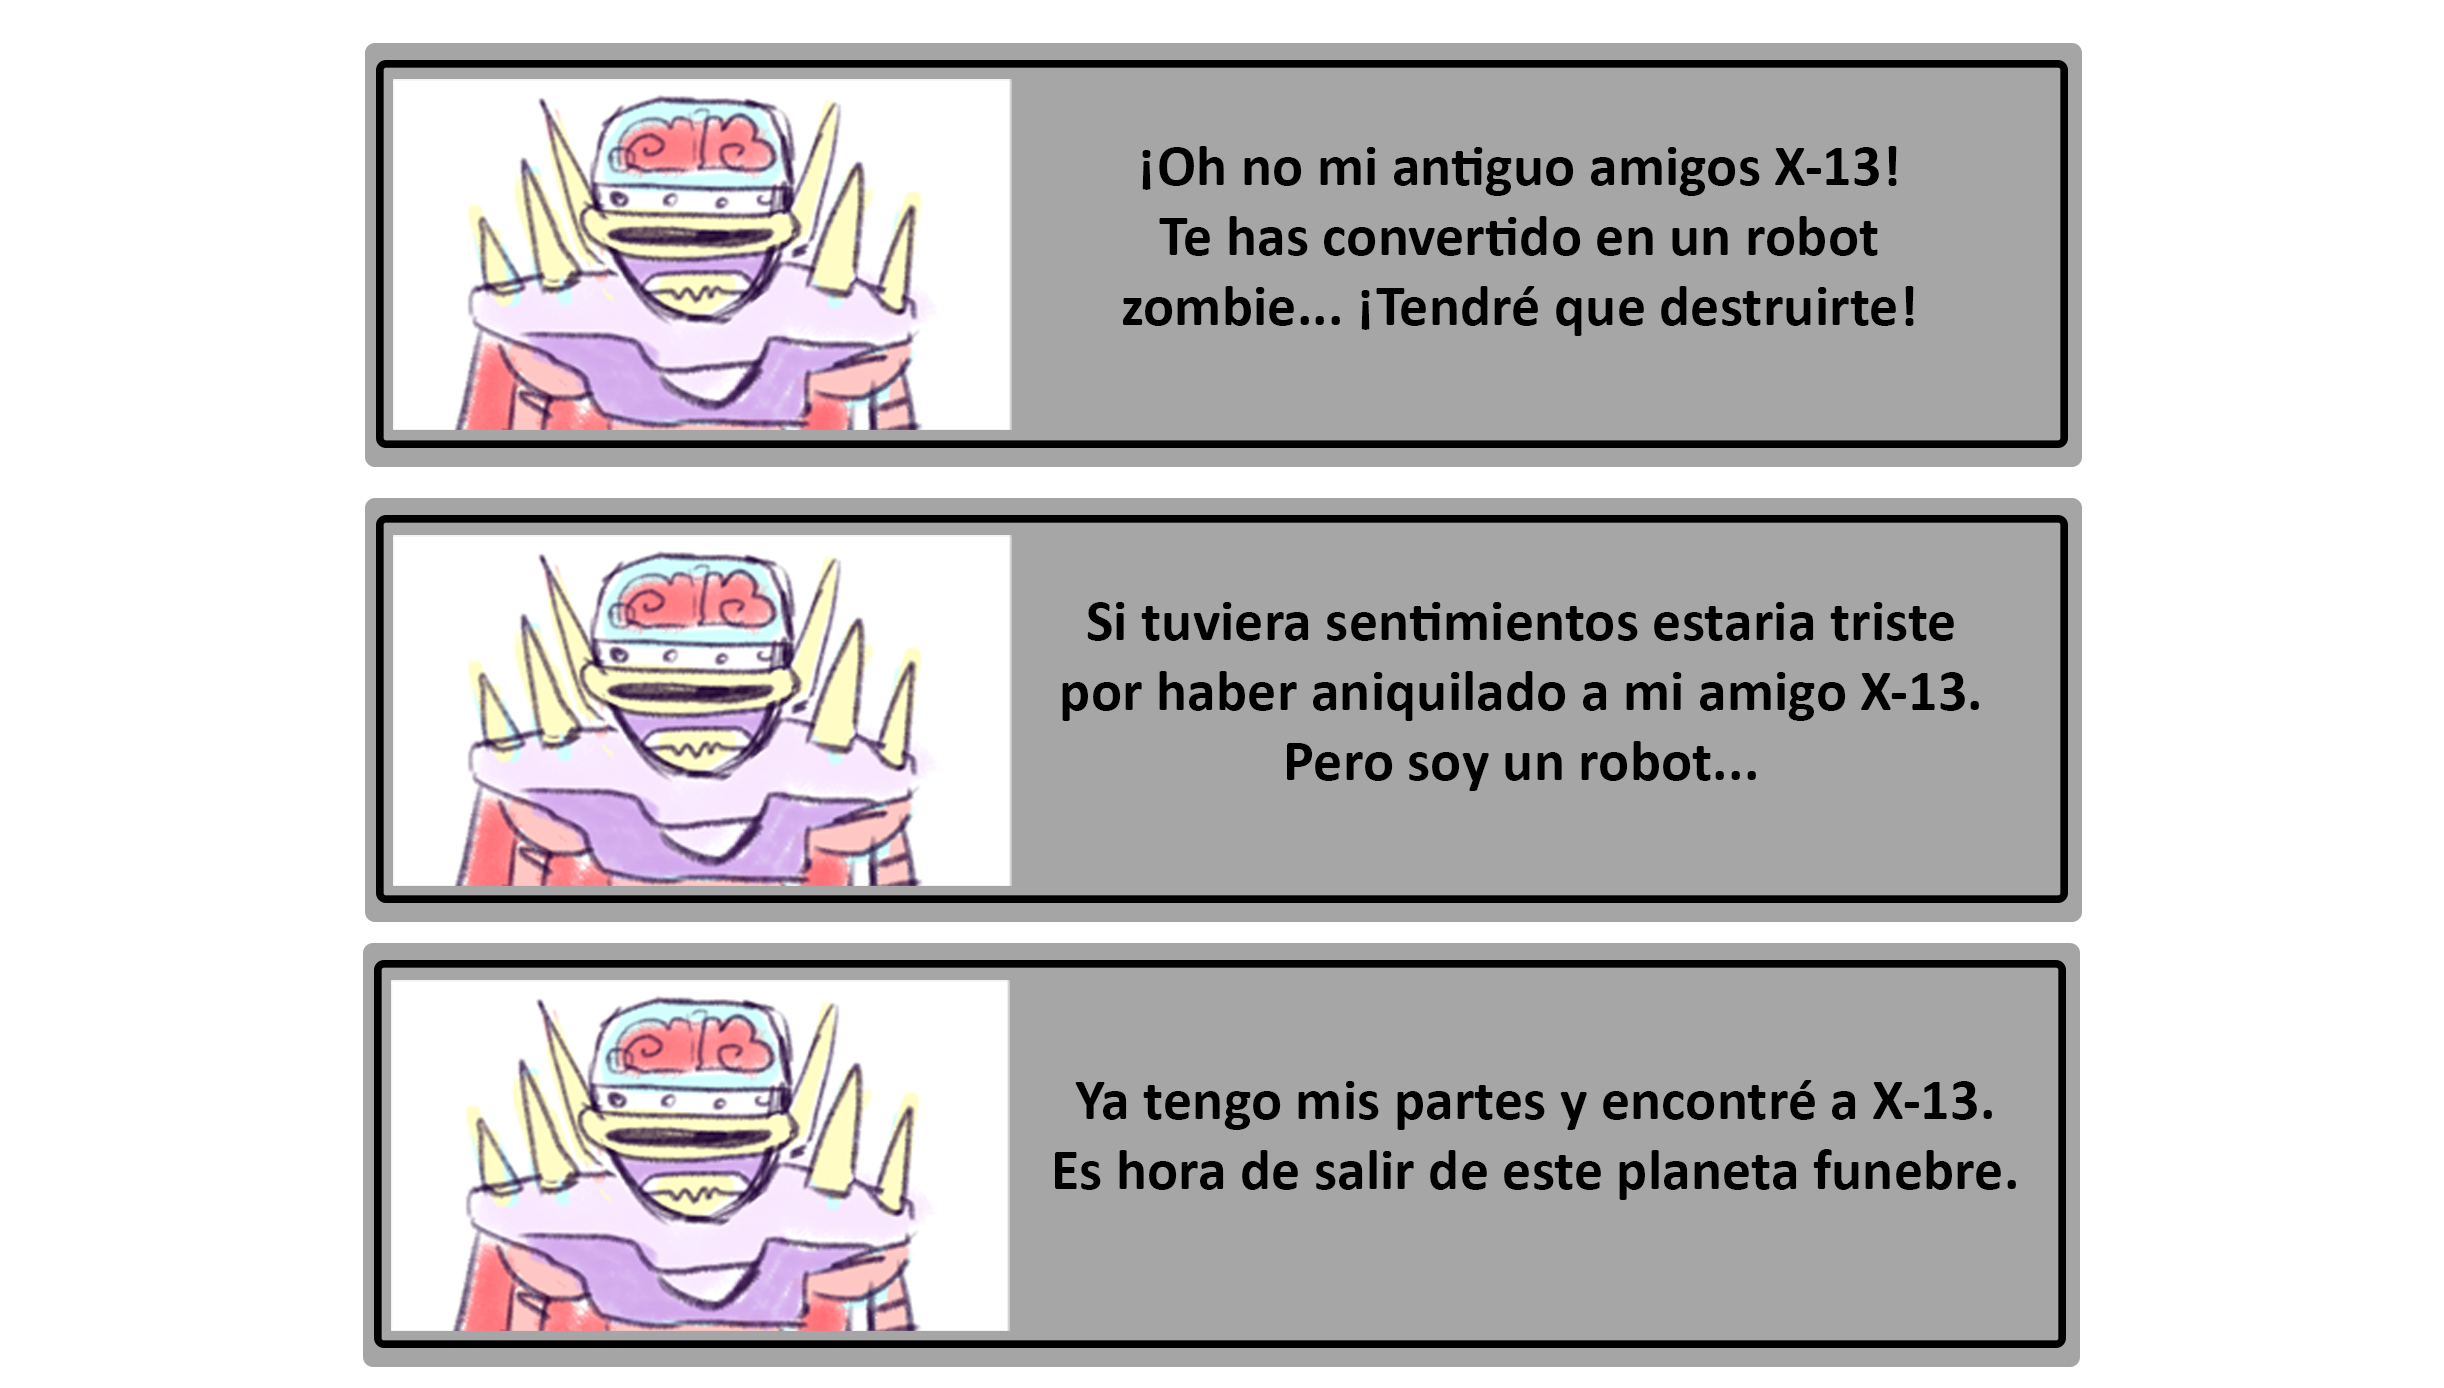 ¡Oh no mi antiguo amigos X-13!
Te has convertido en un robot
zombie... ¡Tendré que destruirte!
Si tuviera sentimientos estaria triste
por haber aniquilado a mi amigo X-13.
Pero soy un robot...
Ya tengo mis partes y encontré a X-13.
Es hora de salir de este planeta funebre.